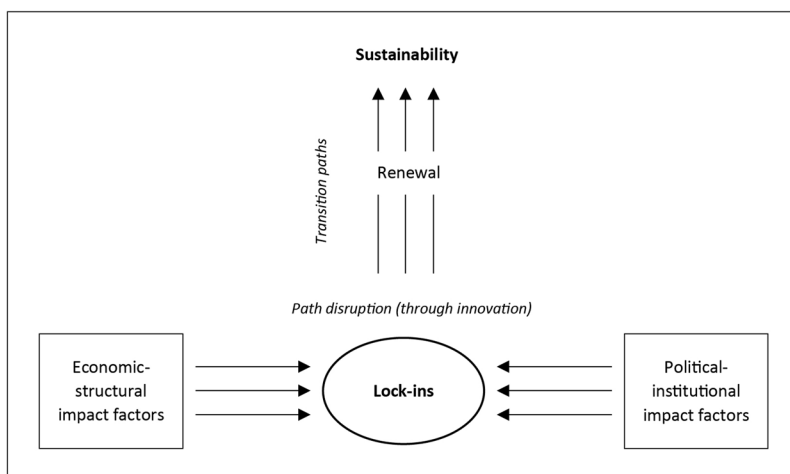 Sustainability
Transition paths
Renewal
Path disruption (through innovation)
Economic-
structural
impact factors
Lock-ins
Political-
institutional
impact factors